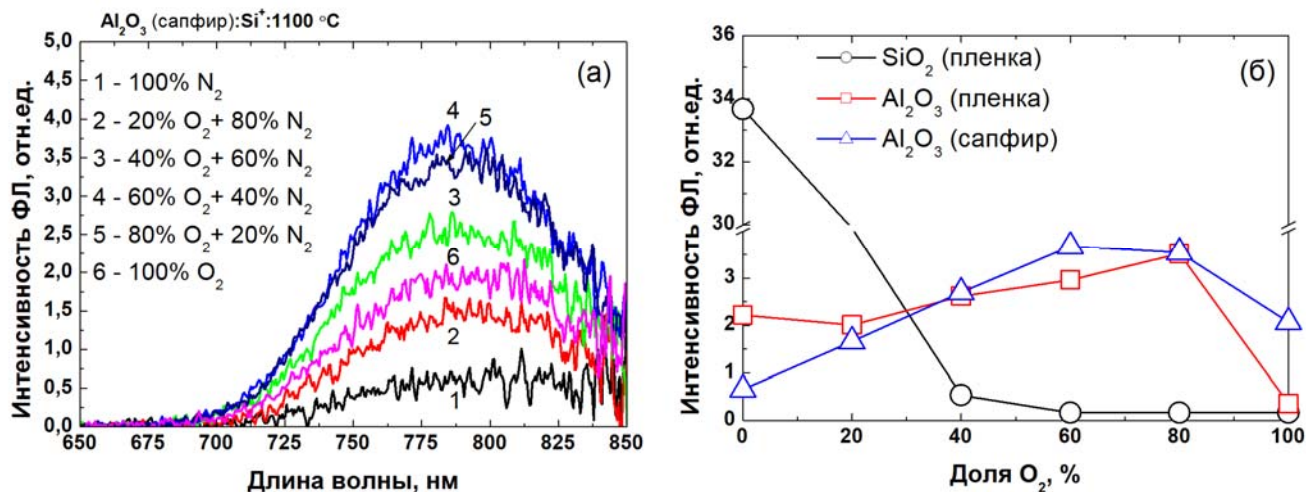 Al2O3 (сапфир):Si+:1100 °C
(а)
1 - 100% N2
2 - 20% O2+ 80% N2
3 - 40% O2+ 60% N2
4 - 60% O2+ 40% N2
5 - 80% O2+ 20% N2
6 - 100% O2
4
5
3
6
2
1
5,0
4,5
4,0
3,5
3,0
2,5
2,0
1,5
1,0
0,5
0,0
650 675 700 725 750 775 800 825 850
Интенсивность ФЛ, отн.ед.
Длина волны, нм
(б)
SiO2 (пленка)
Al2O3 (пленка)
Al2O3 (сапфир)
36
34
32
30
3
2
1
0
0 20 40 60 80 100
Интенсивность ФЛ, отн.ед.
Доля O2, %